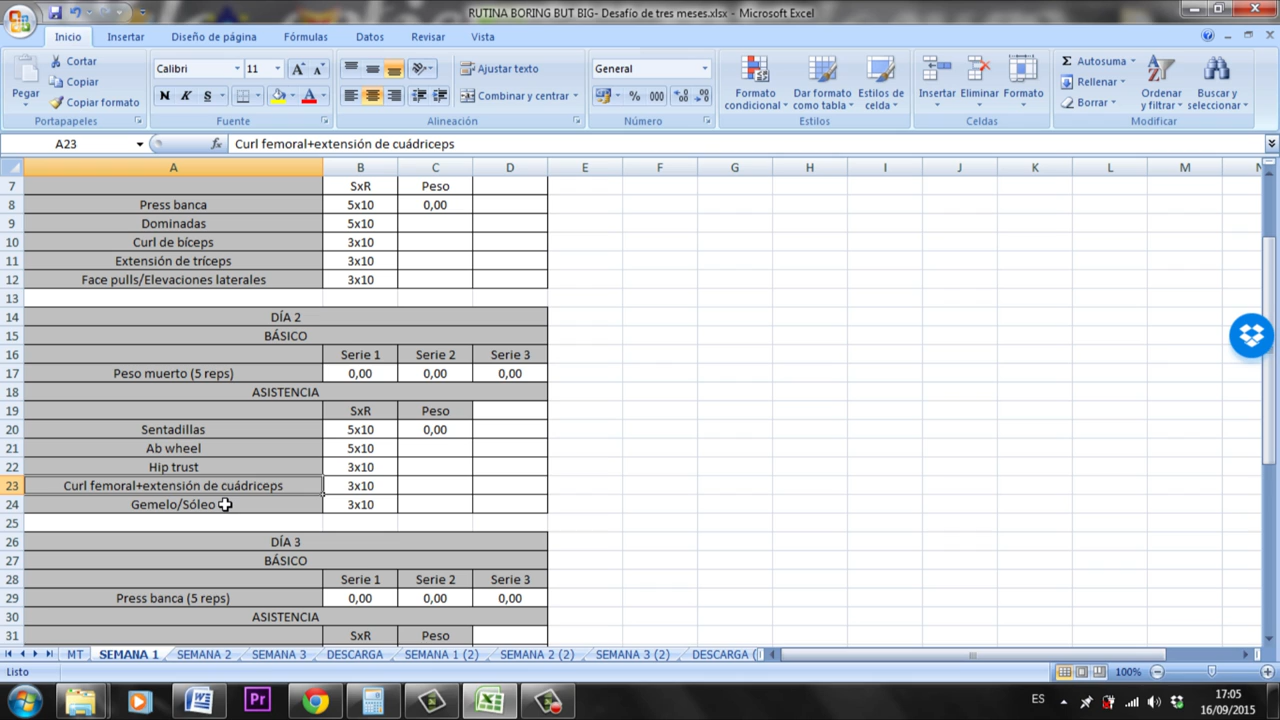 RUTINA BORING BUT BIG- Desafío de tres meses.xlsx - Microsoft Excel
Inicio Insertar Diseño de página Fórmulas Datos Revisar Vista
Pegar Cortar Copiar Copiar formato
Calibri 11
N K S
Ajustar texto
Combinar y centrar
General
% 000
Formato condicional
Dar formato como tabla
Estilos de celda
Insertar Eliminar Formato
Autosuma
Rellenar
Borrar
Ordenar y filtrar
Buscar y seleccionar
Portapapeles Fuente Alineación Número Estilos Celdas Modificar
A23 fx Curl femoral+extensión de cuádriceps
A B C D E F G H I J K L M N
7 SxR Peso
8 Press banca 5x10 0,00
9 Dominadas 5x10
10 Curl de bíceps 3x10
11 Extensión de tríceps 3x10
12 Face pulls/Elevaciones laterales 3x10
13
14 DÍA 2
15 BÁSICO
16 Serie 1 Serie 2 Serie 3
17 Peso muerto (5 reps) 0,00 0,00 0,00
18 ASISTENCIA
19 SxR Peso
20 Sentadillas 5x10 0,00
21 Ab wheel 5x10
22 Hip trust 3x10
23 Curl femoral+extensión de cuádriceps 3x10
24 Gemelo/Sóleo 3x10
25
26 DÍA 3
27 BÁSICO
28 Serie 1 Serie 2 Serie 3
29 Press banca (5 reps) 0,00 0,00 0,00
30 ASISTENCIA
31 SxR Peso
MT SEMANA 1 SEMANA 2 SEMANA 3 DESCARGA SEMANA 1 (2) SEMANA 2 (2) SEMANA 3 (2) DESCARGA (
Listo 100%
Pr ES 17:05
16/09/2015